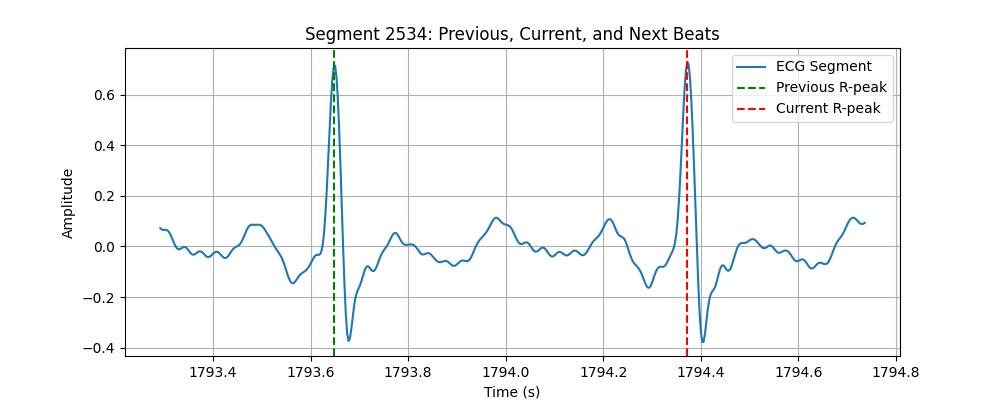 Segment 2534: Previous, Current, and Next Beats
ECG Segment
Previous R-peak
Current R-peak
Amplitude
0.6
0.4
0.2
0.0
−0.2
−0.4
1793.4 1793.6 1793.8 1794.0 1794.2 1794.4 1794.6 1794.8
Time (s)